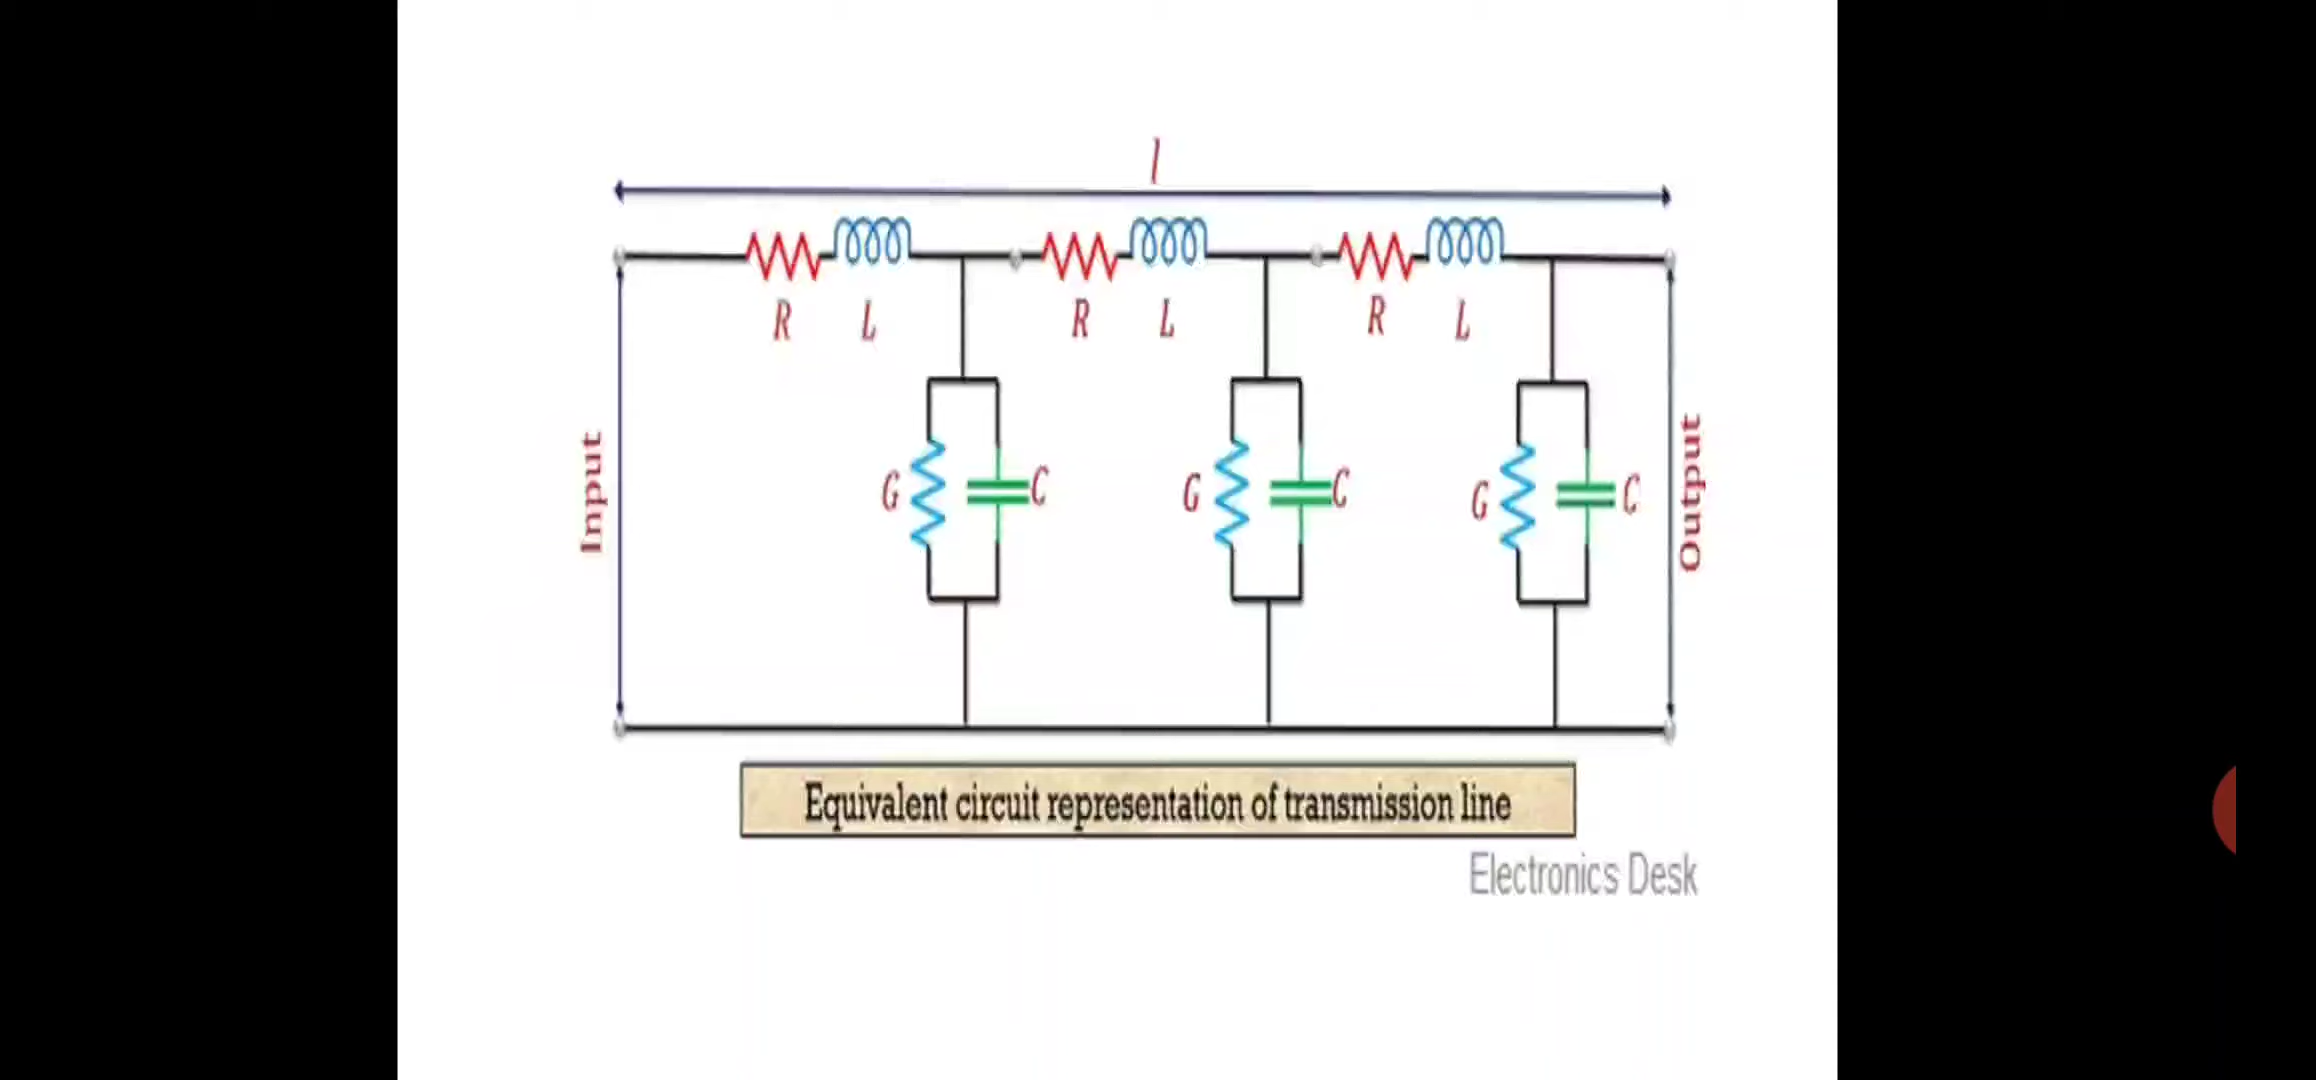 l
R L R L R L
G C G C G C
Input
Output
Equivalent circuit representation of transmission line
Electronics Desk